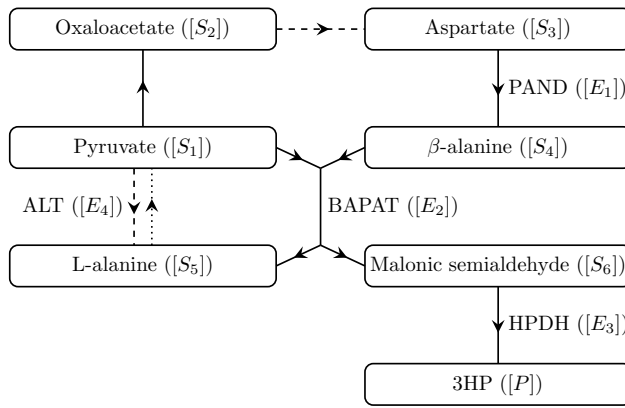 Oxaloacetate ([S₂])
Aspartate ([S₃])
PAND ([E₁])
Pyruvate ([S₁])
β-alanine ([S₄])
ALT ([E₄])
BAPAT ([E₂])
L-alanine ([S₅])
Malonic semialdehyde ([S₆])
HPDH ([E₃])
3HP ([P])